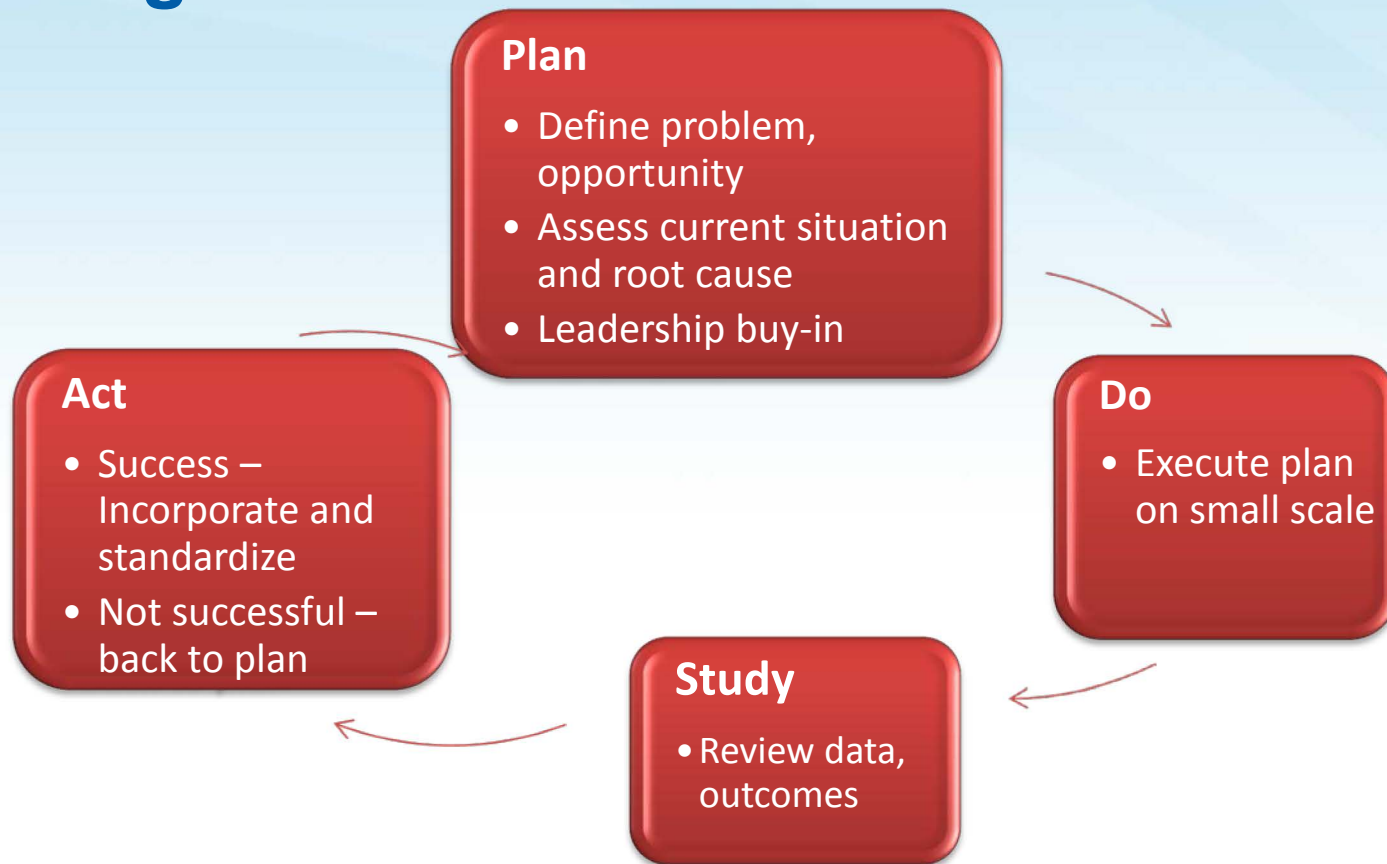 Plan
• Define problem,
opportunity
• Assess current situation
and root cause
• Leadership buy-in
Do
• Execute plan
on small scale
Study
• Review data,
outcomes
Act
• Success –
Incorporate and
standardize
• Not successful –
back to plan